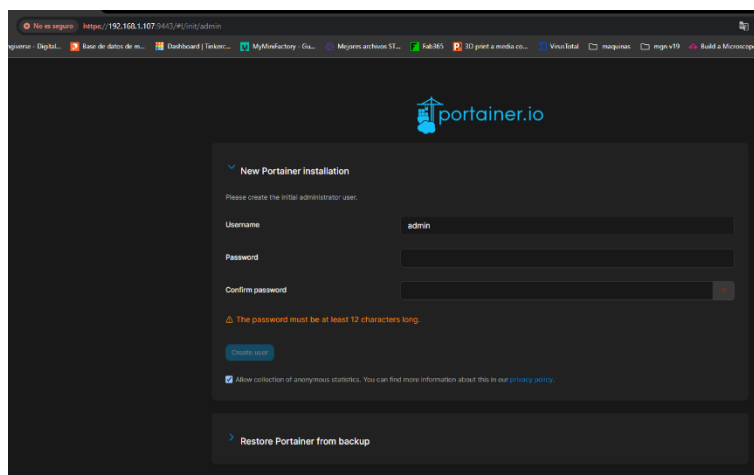 No es seguro https://192.168.1.107:9443/#!/init/admin
ngiverse - Digital... Base de datos de m... Dashboard | Tinkerc... MyMiniFactory - Gu... Mejores archivos ST... Fab365 3D print a media co... VirusTotal maquinas mgn v19 Build a Microscope
portainer.io
New Portainer installation
Please create the initial administrator user.
Username
admin
Password
Confirm password
The password must be at least 12 characters long.
Create user
Allow collection of anonymous statistics. You can find more information about this in our privacy policy.
Restore Portainer from backup